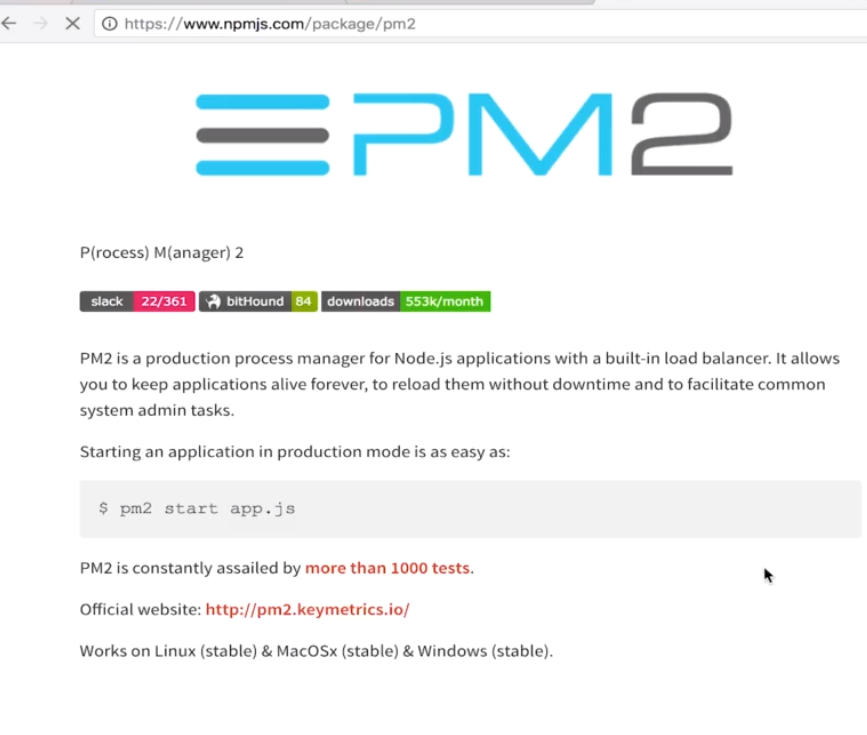 https://www.npmjs.com/package/pm2
PM2
P(rocess) M(anager) 2
slack 22/361 bitHound 84 downloads 553k/month
PM2 is a production process manager for Node.js applications with a built-in load balancer. It allows
you to keep applications alive forever, to reload them without downtime and to facilitate common
system admin tasks.
Starting an application in production mode is as easy as:
$ pm2 start app.js
PM2 is constantly assailed by more than 1000 tests.
Official website: http://pm2.keymetrics.io/
Works on Linux (stable) & MacOSx (stable) & Windows (stable).